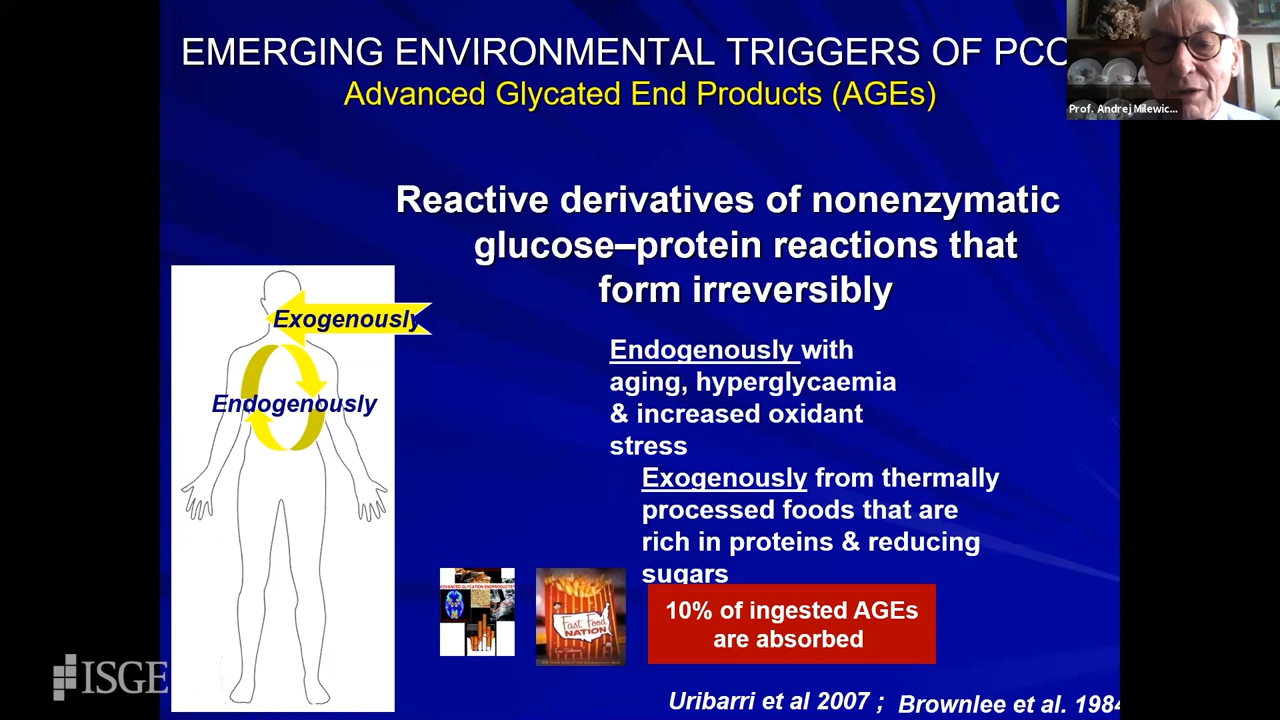 EMERGING ENVIRONMENTAL TRIGGERS OF PCO
Advanced Glycated End Products (AGEs)
Prof. Andrej Milewic...
Reactive derivatives of nonenzymatic
glucose–protein reactions that
form irreversibly
Exogenously
Endogenously
Endogenously with
aging, hyperglycaemia
& increased oxidant
stress
Exogenously from thermally
processed foods that are
rich in proteins & reducing
sugars
ADVANCED GLYCATION ENDPRODUCTS
Fast Food
NATION
10% of ingested AGEs
are absorbed
ISGE
Uribarri et al 2007 ; Brownlee et al. 1984